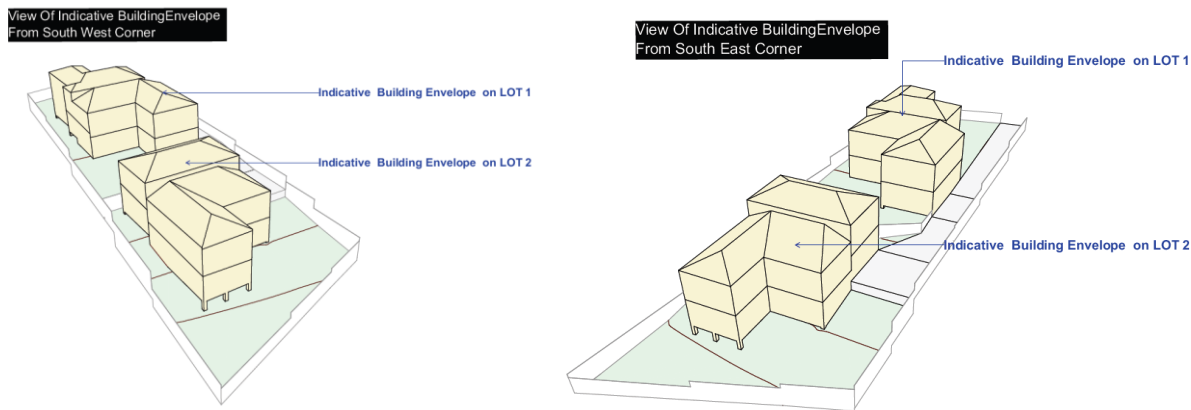 View Of Indicative BuildingEnvelope
From South West Corner
Indicative Building Envelope on LOT 1
Indicative Building Envelope on LOT 2
View Of Indicative BuildingEnvelope
From South East Corner
Indicative Building Envelope on LOT 1
Indicative Building Envelope on LOT 2